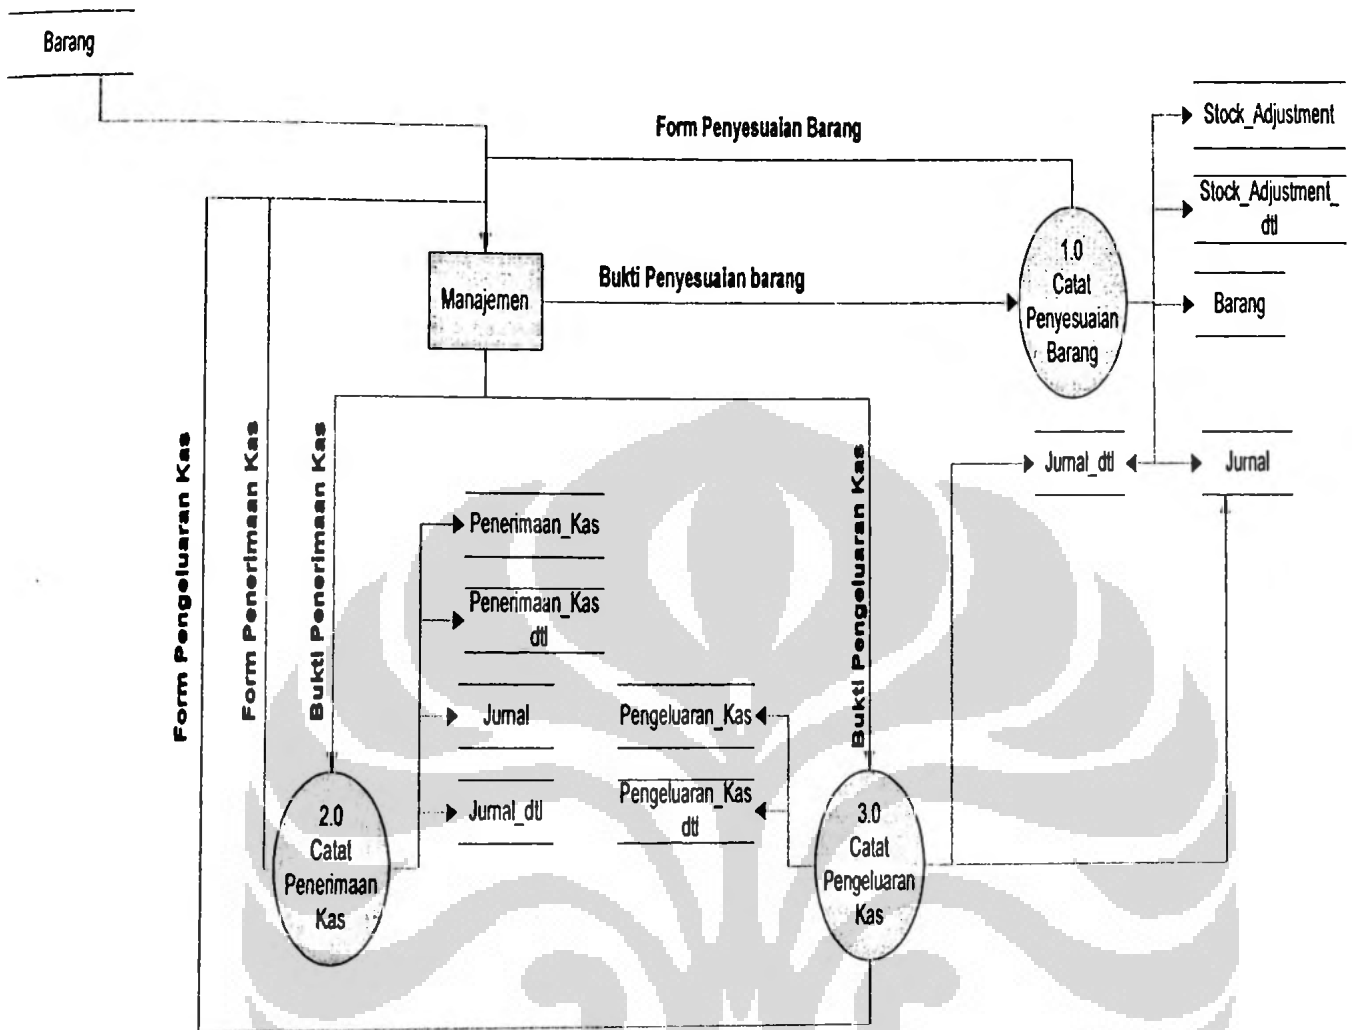 Barang
Form Penyesuaian Barang
Stock_Adjustment
Stock_Adjustment_
dtl
1.0
Catat
Penyesuaian
Barang
Manajemen
Bukti Penyesuaian barang
Barang
Jurnal_dtl
Jurnal
Form Pengeluaran Kas
Form Penerimaan Kas
Bukti Penerimaan Kas
Bukti Pengeluaran Kas
Penerimaan_Kas
Penerimaan_Kas
dtl
Jurnal
Pengeluaran_Kas
Jurnal_dtl
Pengeluaran_Kas
dtl
2.0
Catat
Penerimaan
Kas
3.0
Catat
Pengeluaran
Kas